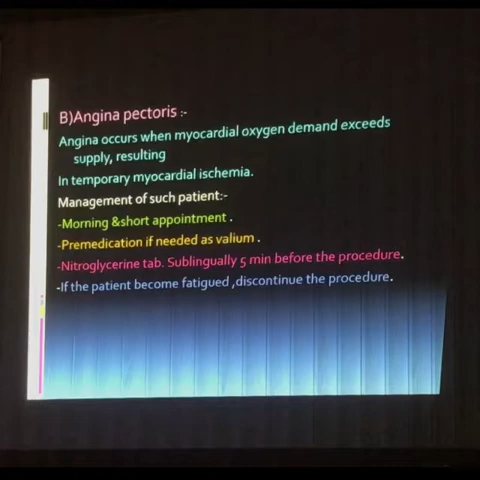 B)Angina pectoris :-
Angina occurs when myocardial oxygen demand exceeds
supply, resulting
In temporary myocardial ischemia.
Management of such patient:-
-Morning &short appointment .
-Premedication if needed as valium .
-Nitroglycerine tab. Sublingually 5 min before the procedure.
-If the patient become fatigued ,discontinue the procedure.